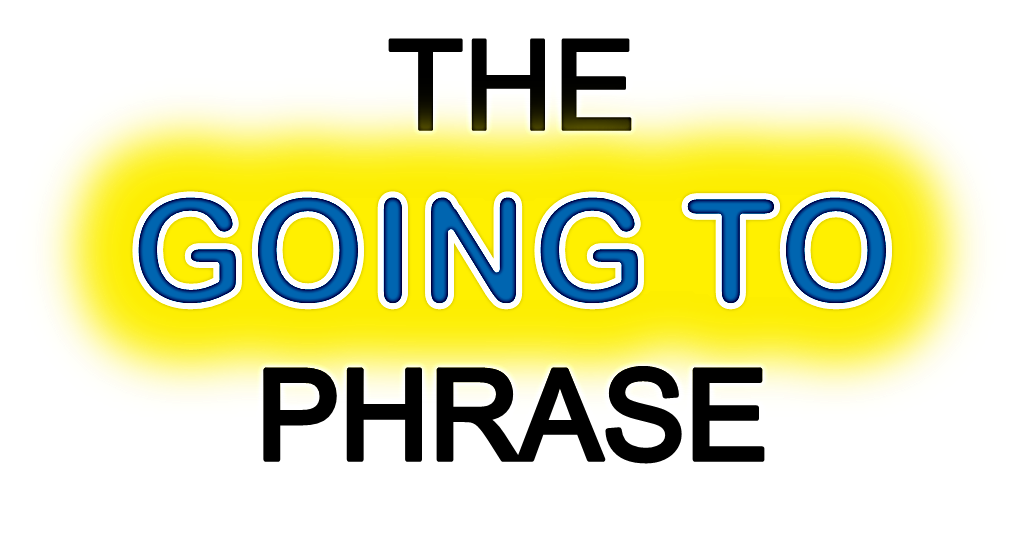 THE
GOING TO
PHRASE